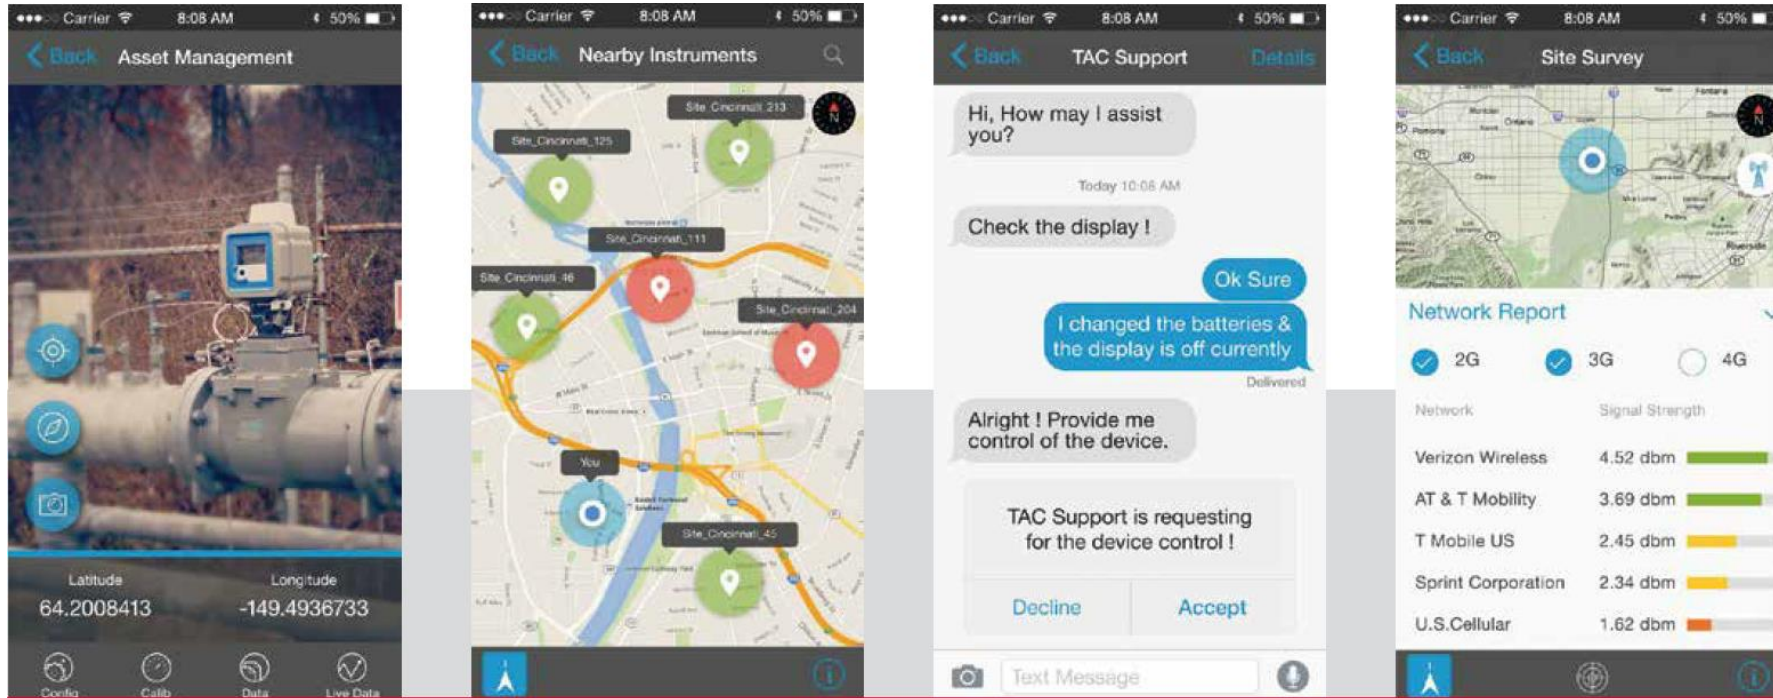 Carrier 8:08 AM 50%
Back Asset Management
Latitude Longitude
64.2008413 -149.4936733
Config Calib Data Live Data
Carrier 8:08 AM 50%
Back Nearby Instruments
Site_Cincinnati_213
Site_Cincinnati_125
Site_Cincinnati_111
Site_Cincinnati_46
Site_Cincinnati_204
You
Site_Cincinnati_45
Carrier 8:08 AM 50%
Back TAC Support Details
Hi, How may I assist
you?
Today 10:08 AM
Check the display !
Ok Sure
I changed the batteries &
the display is off currently
Delivered
Alright ! Provide me
control of the device.
TAC Support is requesting
for the device control !
Decline Accept
Text Message
Carrier 8:08 AM 50%
Back Site Survey
Fontana
Ontario
Pomona
Chino
Riverside
Network Report
2G 3G 4G
Network Signal Strength
Verizon Wireless 4.52 dbm
AT & T Mobility 3.69 dbm
T Mobile US 2.45 dbm
Sprint Corporation 2.34 dbm
U.S.Cellular 1.62 dbm